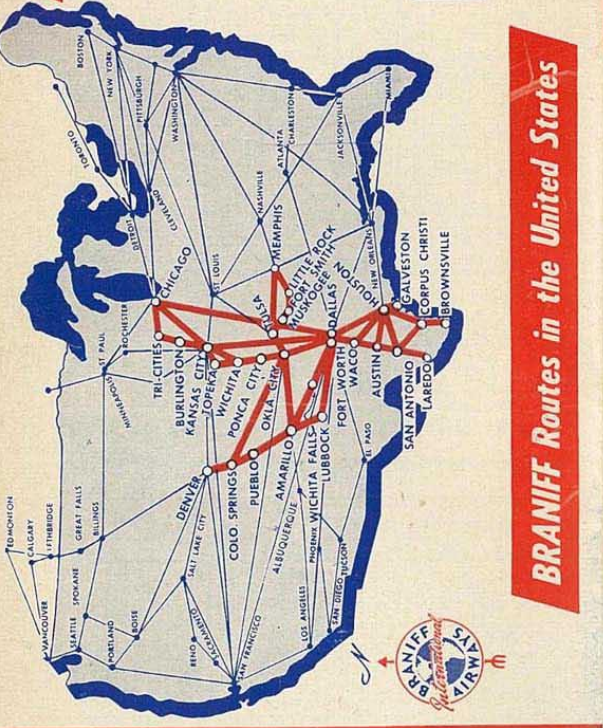 BOSTON
NEW YORK
PITTSBURGH
WASHINGTON
TORONTO
CLEVELAND
DETROIT
CHICAGO
ST LOUIS
NASHVILLE
ATLANTA
CHARLESTON
JACKSONVILLE
MIAMI
MEMPHIS
LITTLE ROCK
FORT SMITH
MUSKOGEE
TULSA
DALLAS
HOUSTON
NEW ORLEANS
GALVESTON
CORPUS CHRISTI
BROWNSVILLE
ROCHESTER
ST PAUL
MINNEAPOLIS
TRI-CITIES
BURLINGTON
KANSAS CITY
TOPEKA
WICHITA
PONCA CITY
OKLA CITY
FORT WORTH
WACO
AUSTIN
SAN ANTONIO
LAREDO
DENVER
COLO. SPRINGS
PUEBLO
AMARILLO
WICHITA FALLS
LUBBOCK
EL PASO
EDMONTON
CALGARY
LETHBRIDGE
GREAT FALLS
BILLINGS
VANCOUVER
SEATTLE
SPOKANE
PORTLAND
BOISE
SALT LAKE CITY
RENO
SACRAMENTO
SAN FRANCISCO
ALBUQUERQUE
PHOENIX
LOS ANGELES
SAN DIEGO
TUCSON
N
BRANIFF
International
AIRWAYS
BRANIFF Routes in the United States